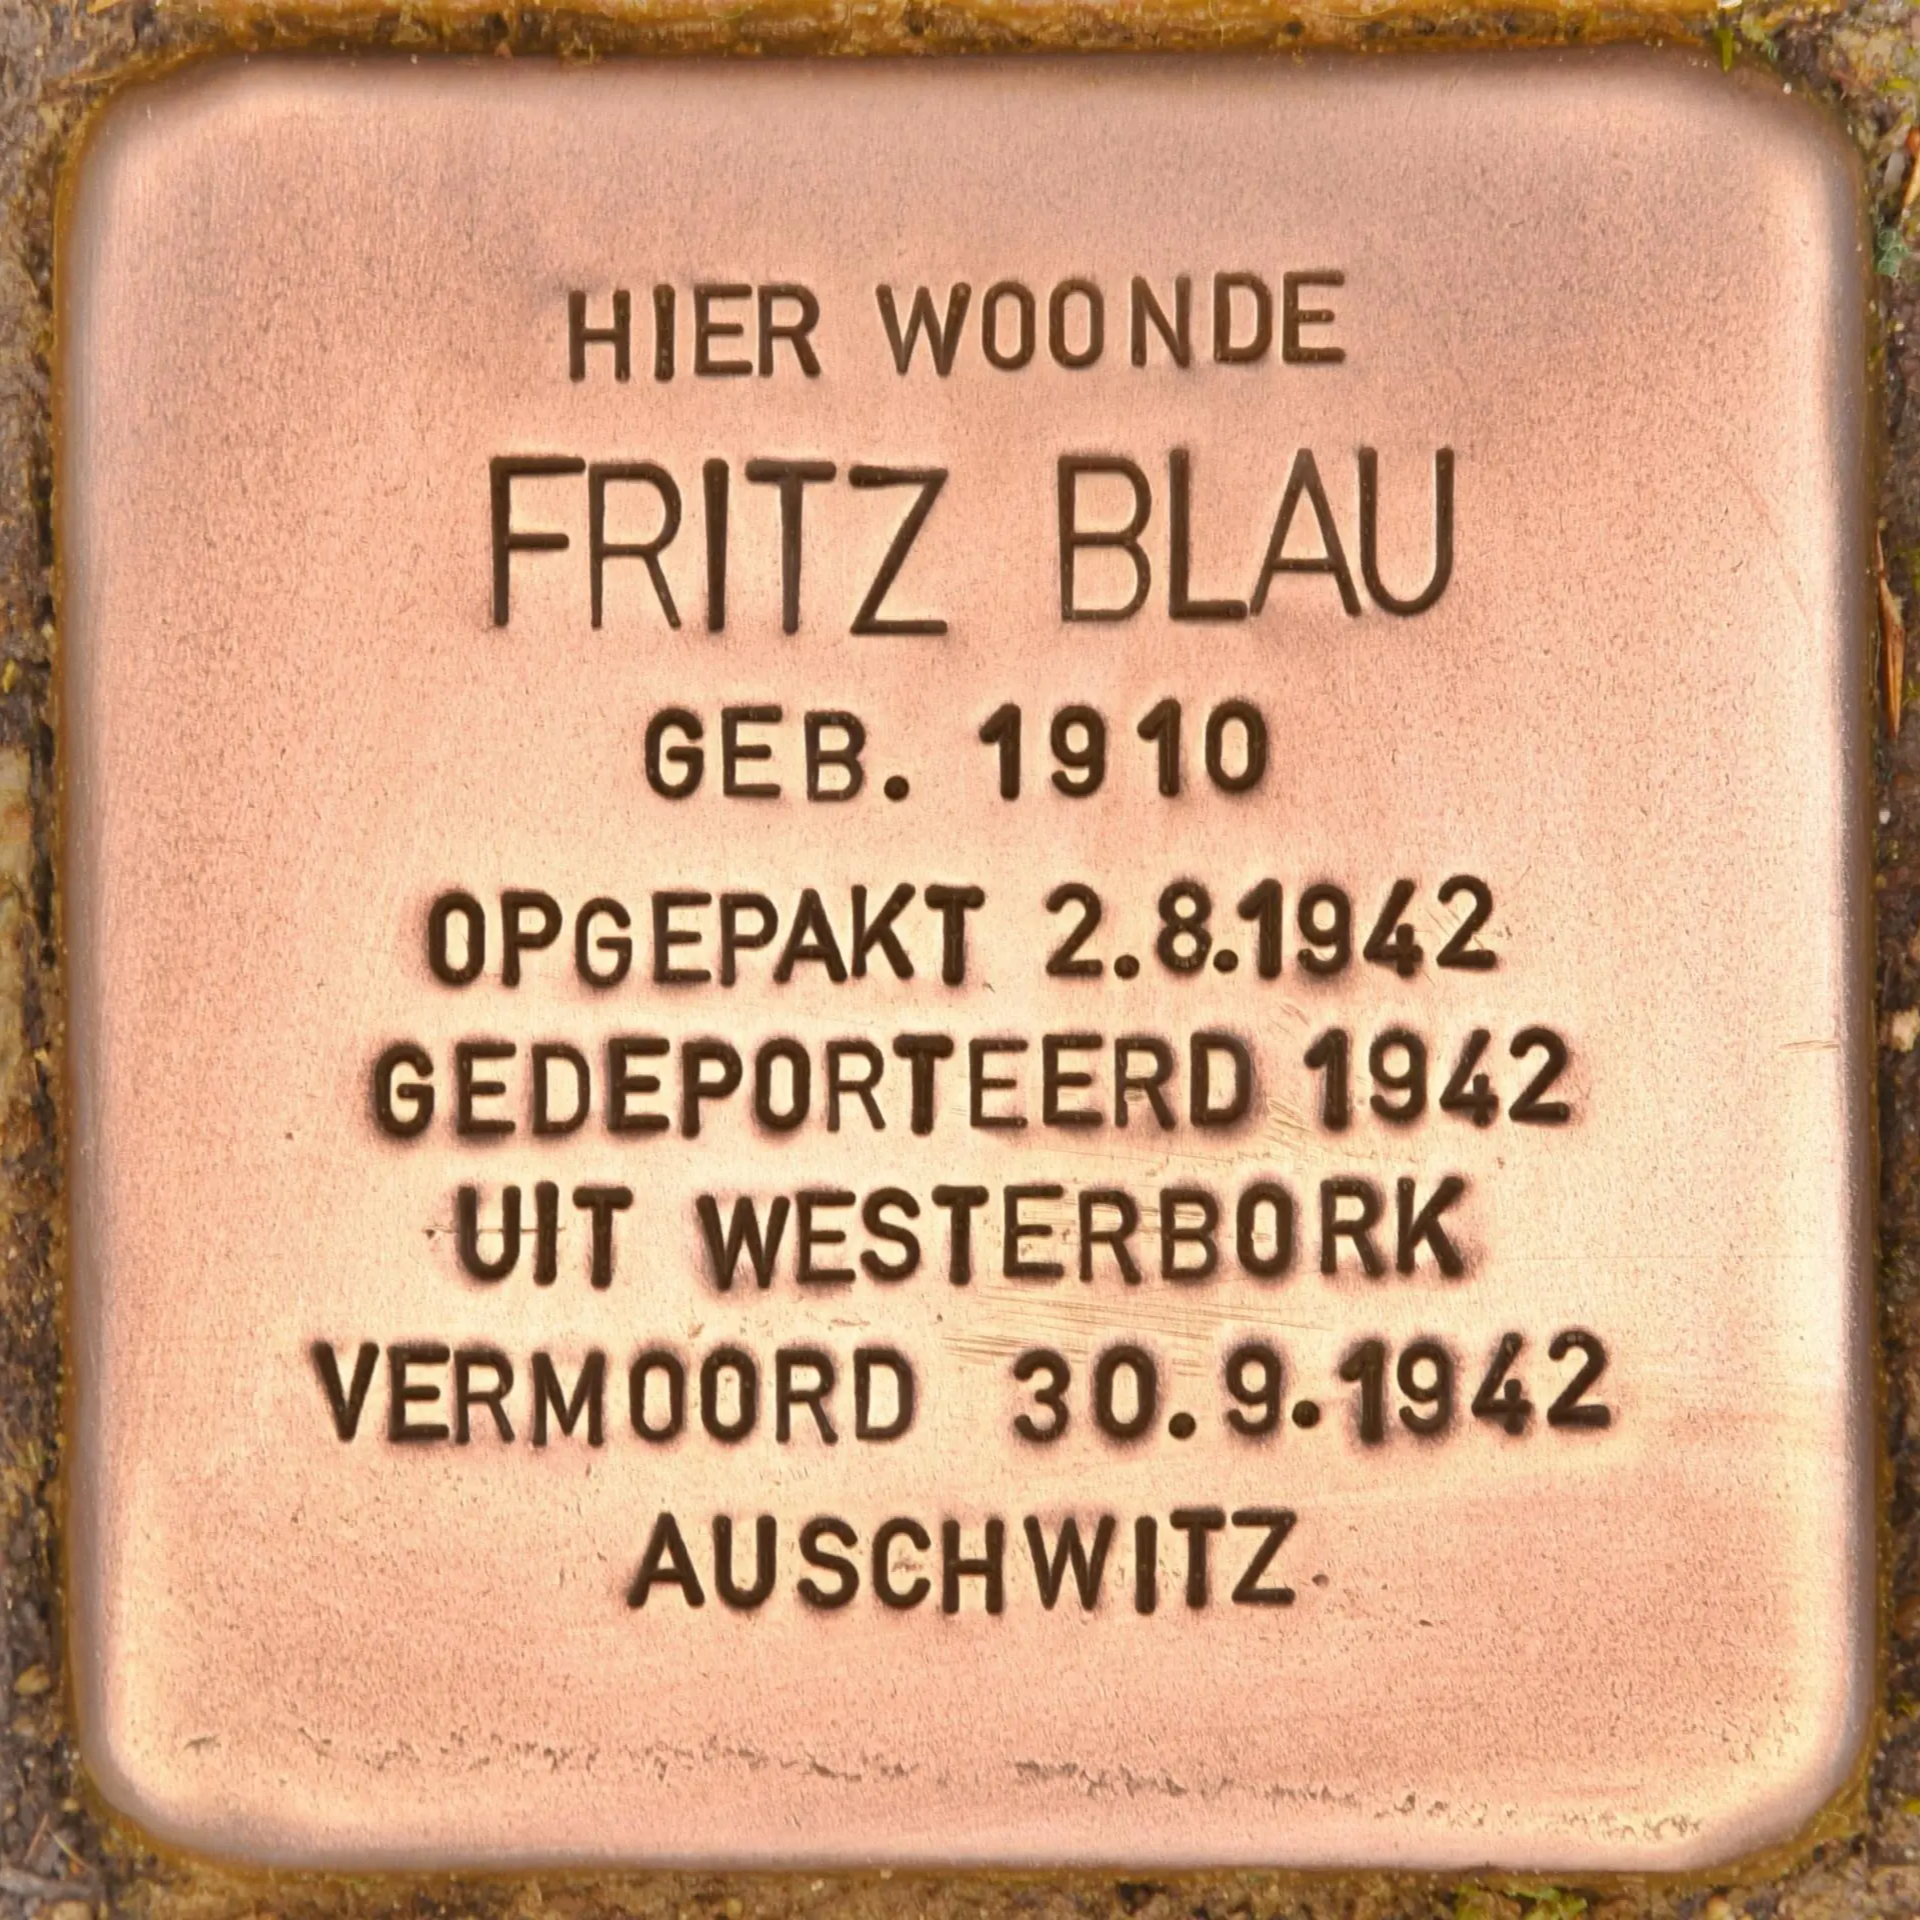 HIER WOONDE
FRITZ BLAU
GEB. 1910
OPGEPAKT 2.8.1942
GEDEPORTEERD 1942
UIT WESTERBORK
VERMOORD 30.9.1942
AUSCHWITZ